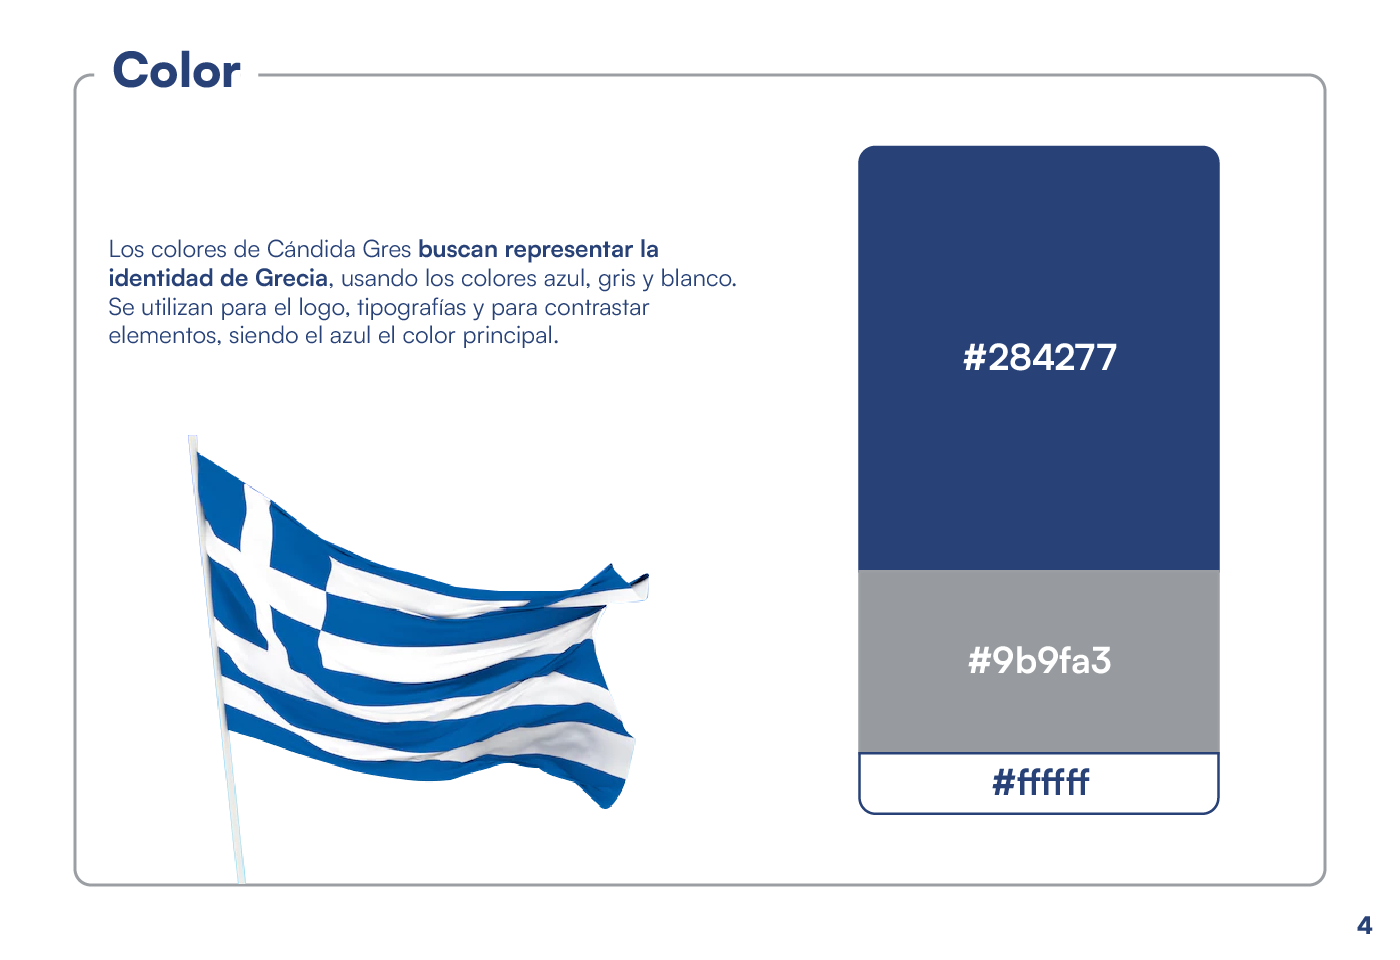 Color
Los colores de Cándida Gres buscan representar la
identidad de Grecia, usando los colores azul, gris y blanco.
Se utilizan para el logo, tipografías y para contrastar
elementos, siendo el azul el color principal.
#284277
#9b9fa3
#ffffff
4